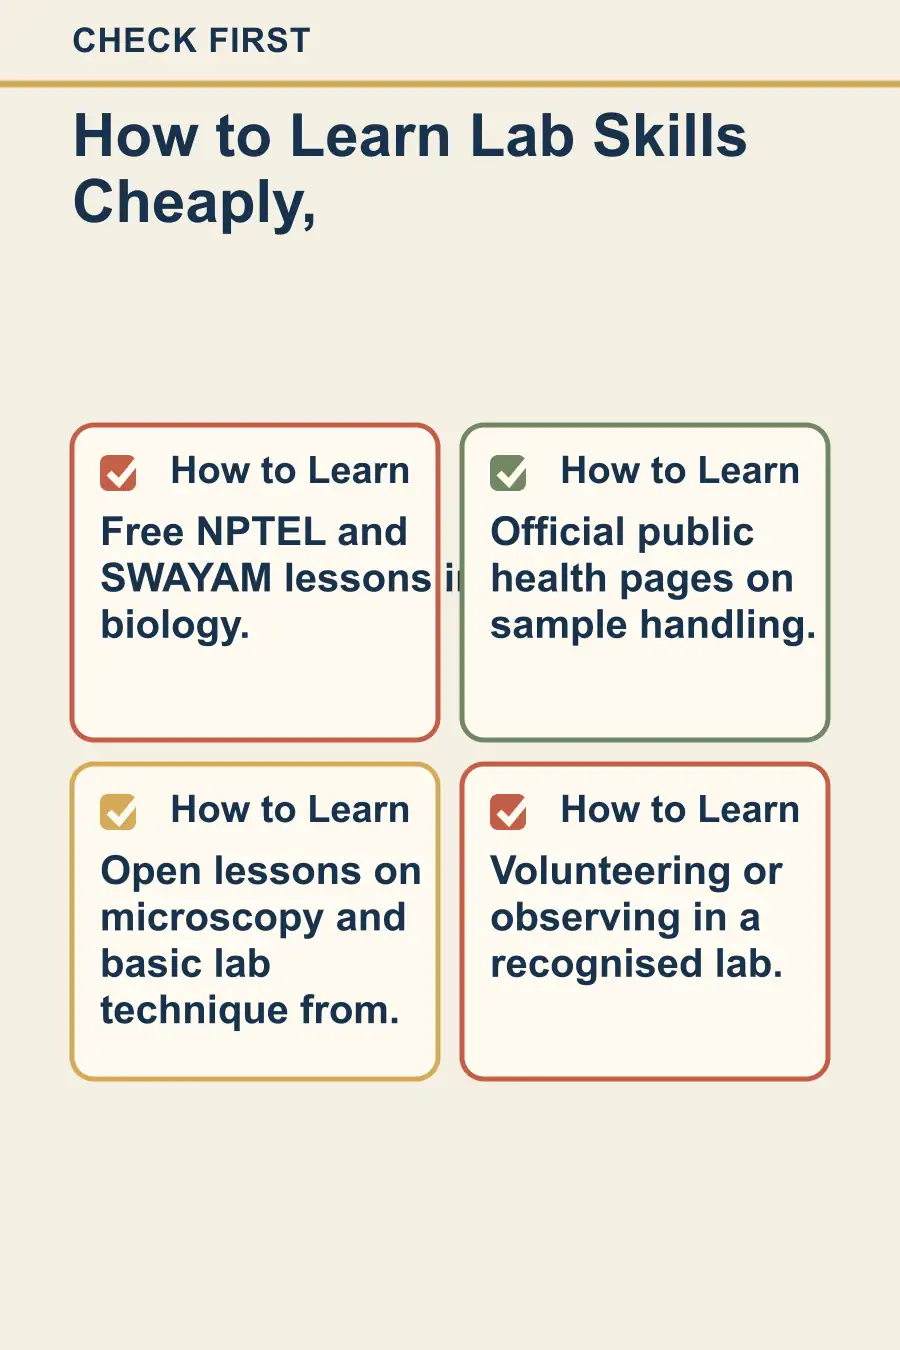 CHECK FIRST
How to Learn Lab Skills
Cheaply,
How to Learn
Free NPTEL and
SWAYAM lessons
biology.
How to Learn
Official public
health pages on
sample handling.
How to Learn
Open lessons on
microscopy and
basic lab
technique from.
How to Learn
Volunteering or
observing in a
recognised lab.